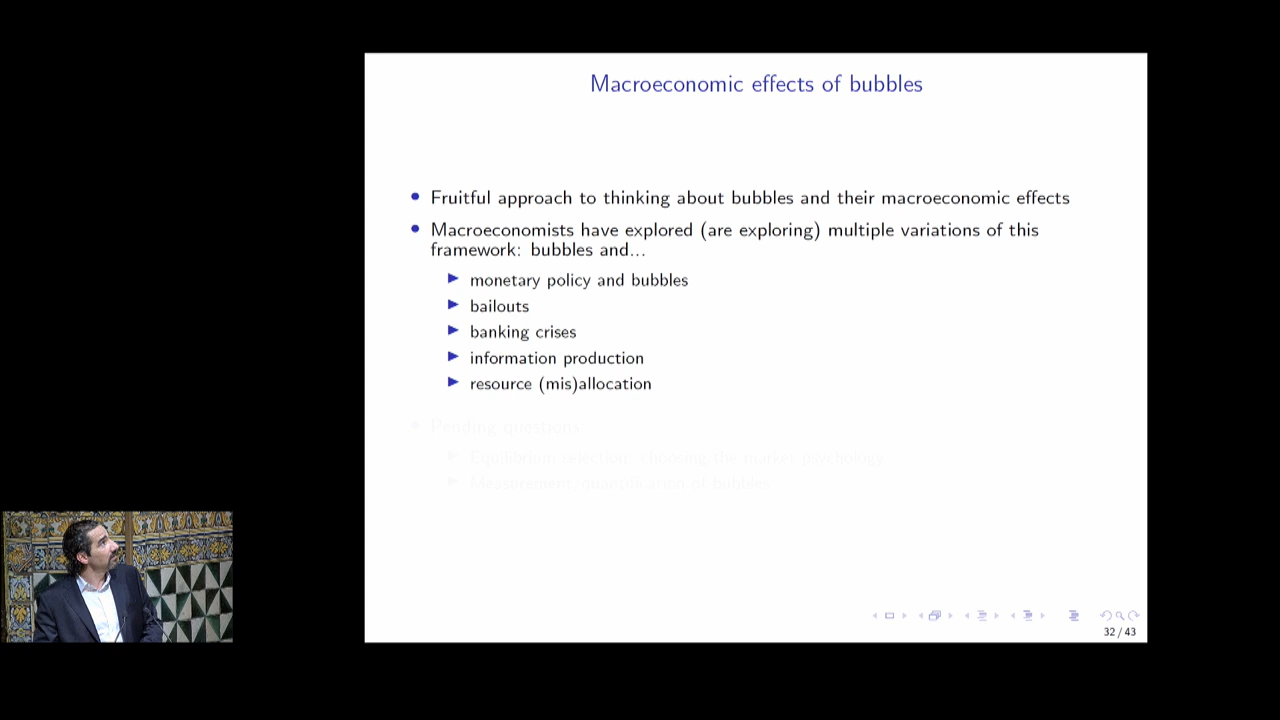 Macroeconomic effects of bubbles
Fruitful approach to thinking about bubbles and their macroeconomic effects
Macroeconomists have explored (are exploring) multiple variations of this
framework: bubbles and...
monetary policy and bubbles
bailouts
banking crises
information production
resource (mis)allocation
Pending questions
Equilibrium selection: choosing the market psychology
Measurement/quantification of bubbles
32 / 43